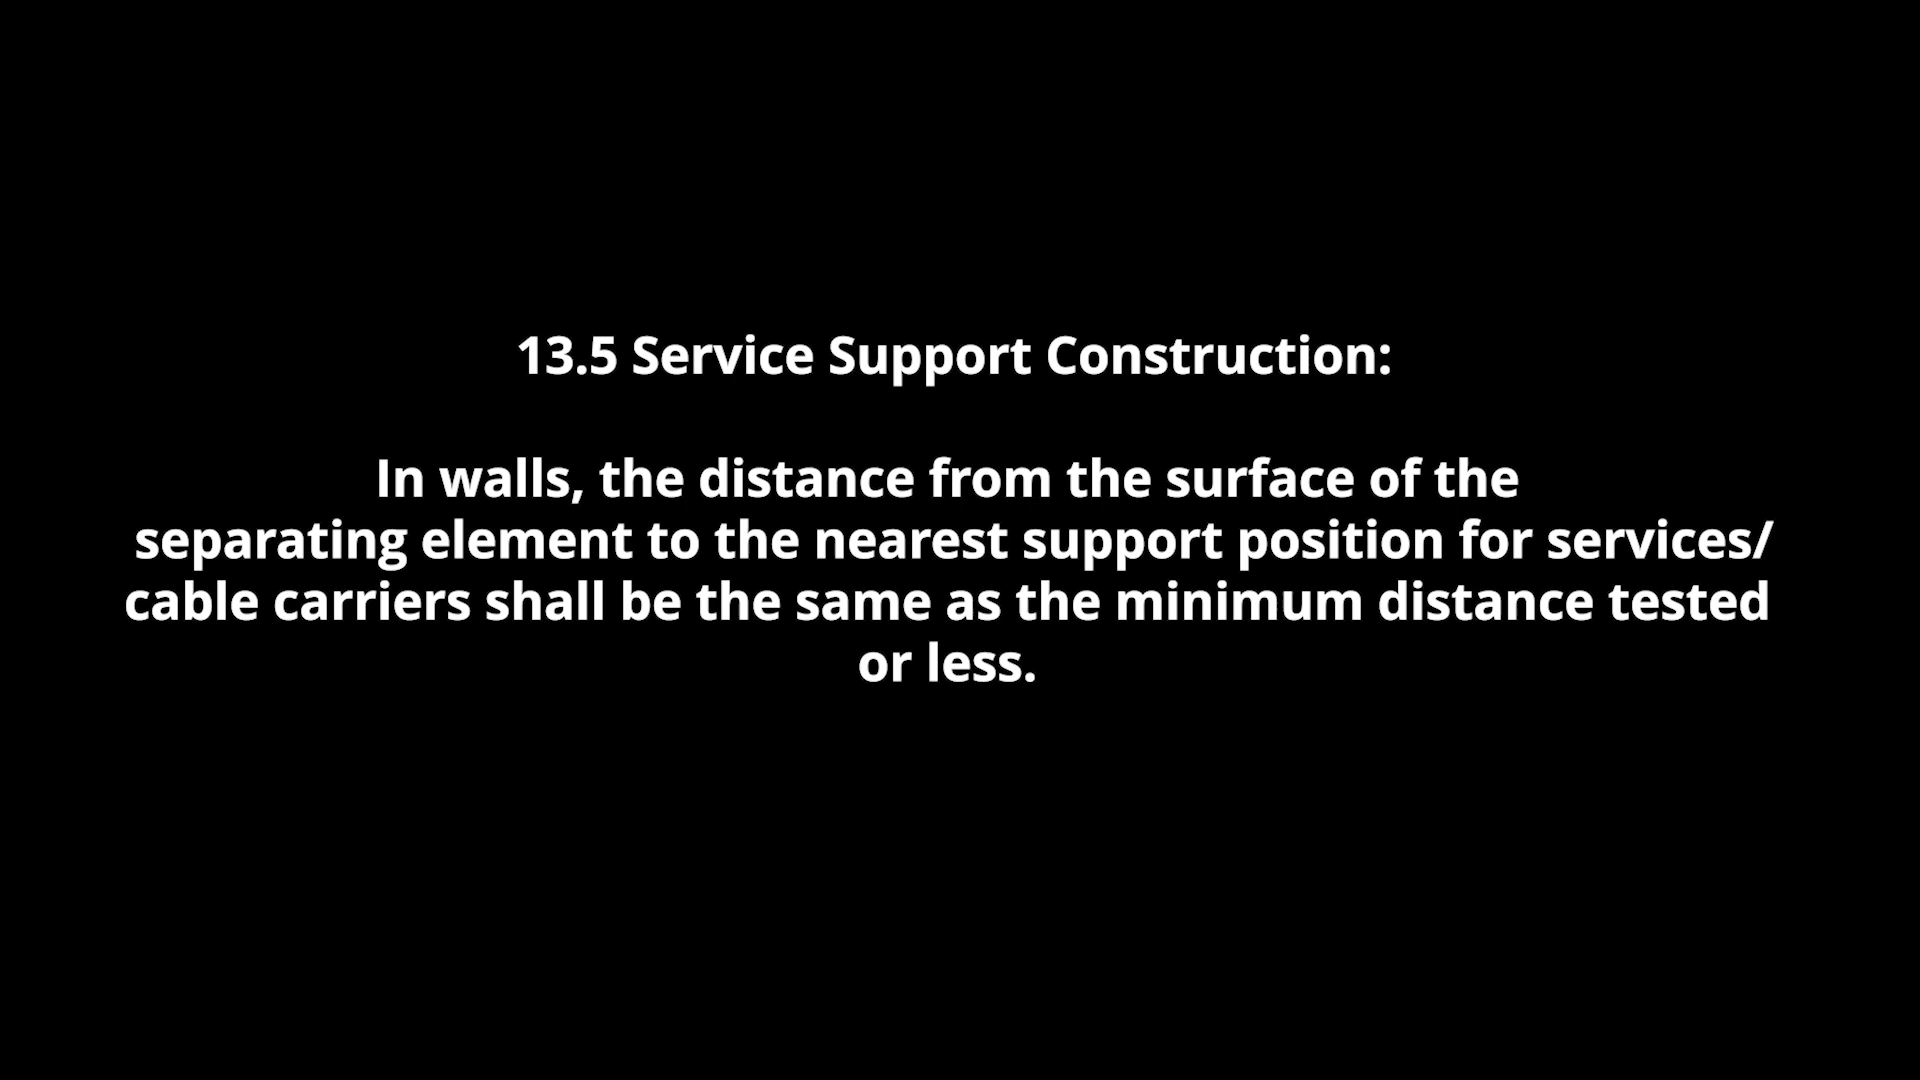 13.5 Service Support Construction:
In walls, the distance from the surface of the
separating element to the nearest support position for services/
cable carriers shall be the same as the minimum distance tested
or less.